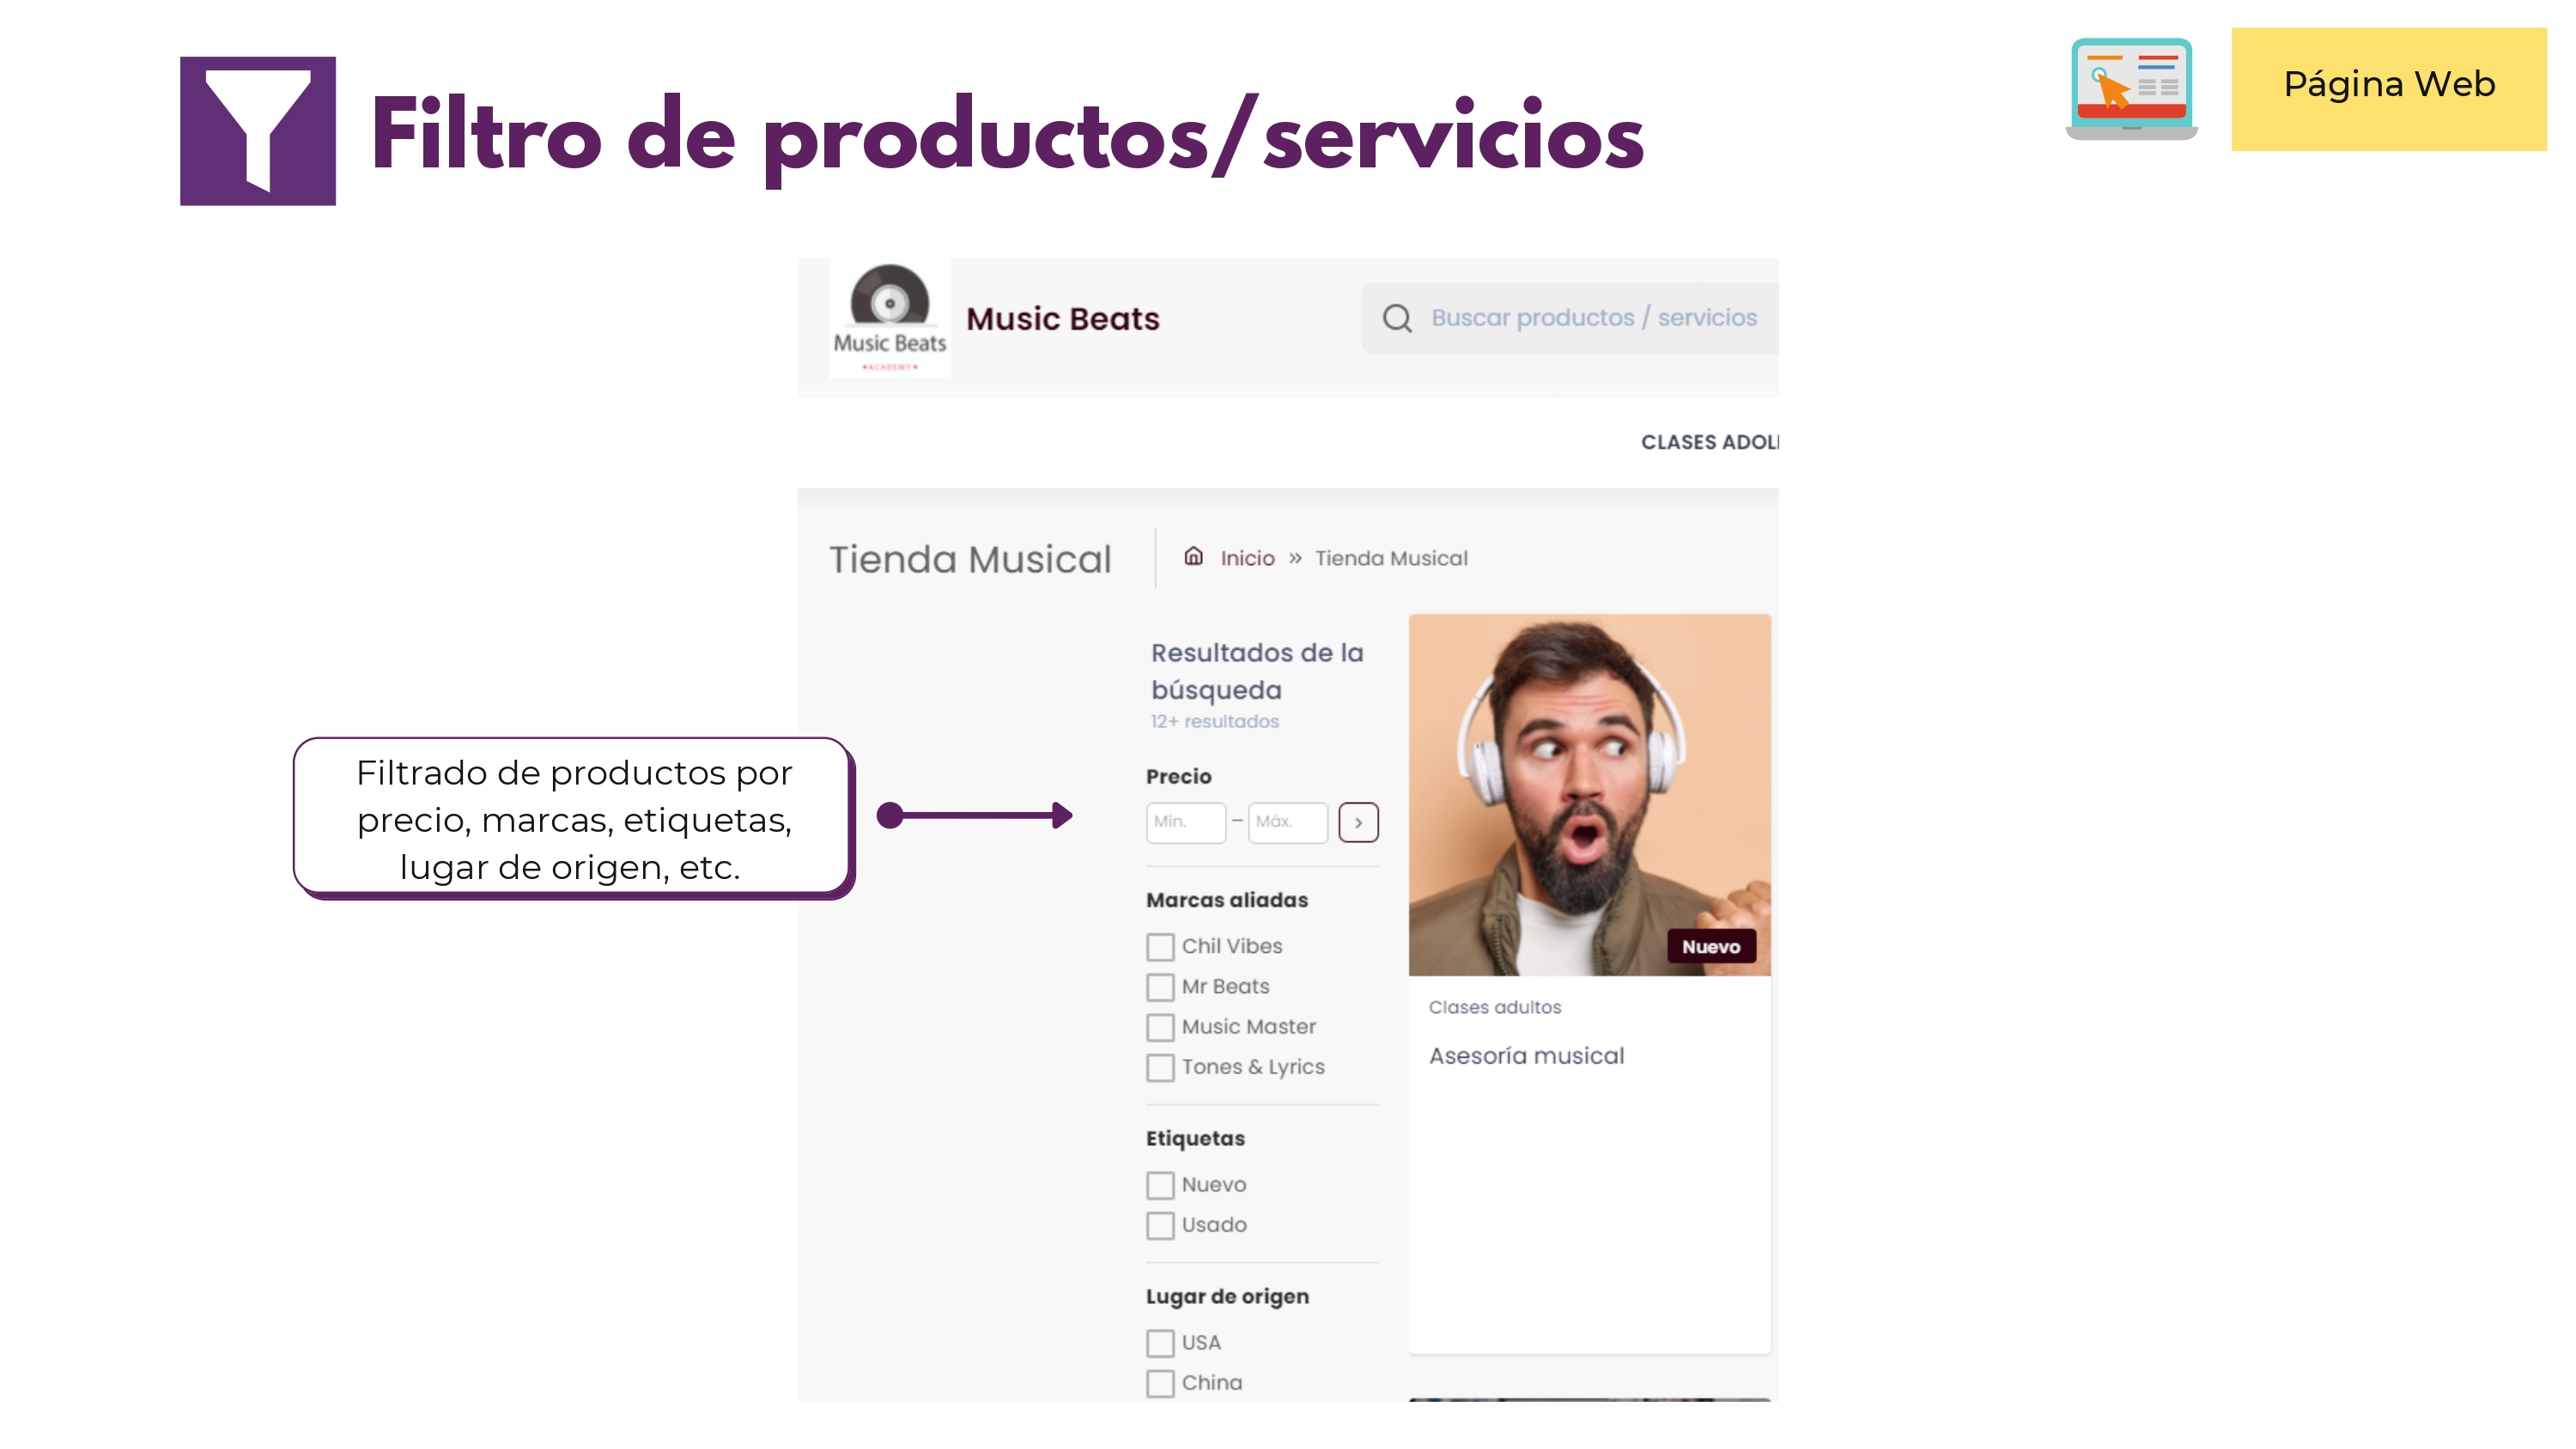 Filtro de productos/servicios
Página Web
Music Beats
•ACADEMY•
Music Beats
Buscar productos / servicios
CLASES
Tienda Musical
Inicio » Tienda Musical
Resultados de la
búsqueda
12+ resultados
Filtrado de productos por
precio, marcas, etiquetas,
lugar de origen, etc.
Precio
Mín. – Máx. >
Marcas aliadas
Chil Vibes
Mr Beats
Music Master
Tones & Lyrics
Etiquetas
Nuevo
Usado
Lugar de origen
USA
China
Nuevo
Clases adultos
Asesoría musical